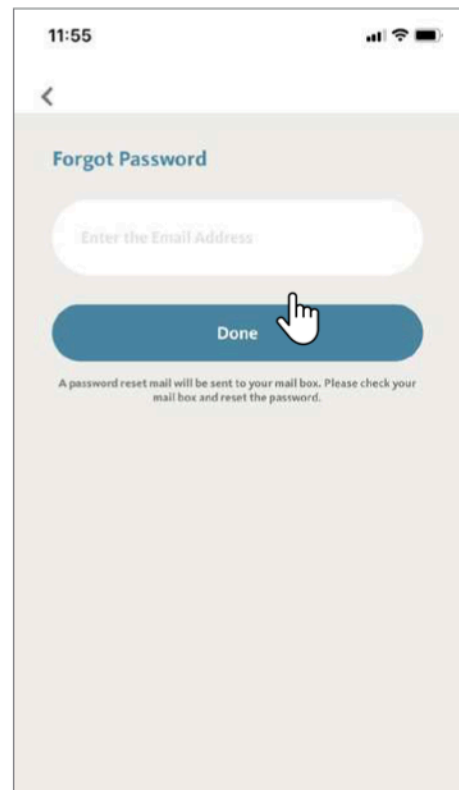 11:55
Forgot Password
Enter the Email Address
Done
A password reset mail will be sent to your mail box. Please check your
mail box and reset the password.